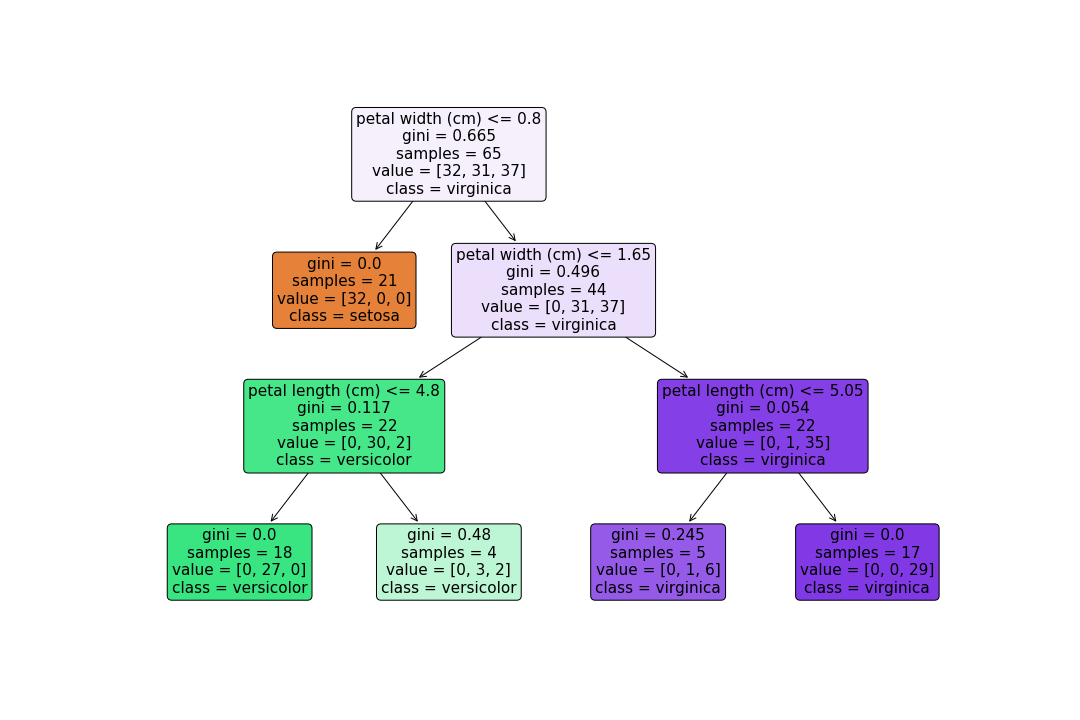 petal width (cm) <= 0.8
gini = 0.665
samples = 65
value = [32, 31, 37]
class = virginica
gini = 0.0
samples = 21
value = [32, 0, 0]
class = setosa
petal width (cm) <= 1.65
gini = 0.496
samples = 44
value = [0, 31, 37]
class = virginica
petal length (cm) <= 4.8
gini = 0.117
samples = 22
value = [0, 30, 2]
class = versicolor
petal length (cm) <= 5.05
gini = 0.054
samples = 22
value = [0, 1, 35]
class = virginica
gini = 0.0
samples = 18
value = [0, 27, 0]
class = versicolor
gini = 0.48
samples = 4
value = [0, 3, 2]
class = versicolor
gini = 0.245
samples = 5
value = [0, 1, 6]
class = virginica
gini = 0.0
samples = 17
value = [0, 0, 29]
class = virginica